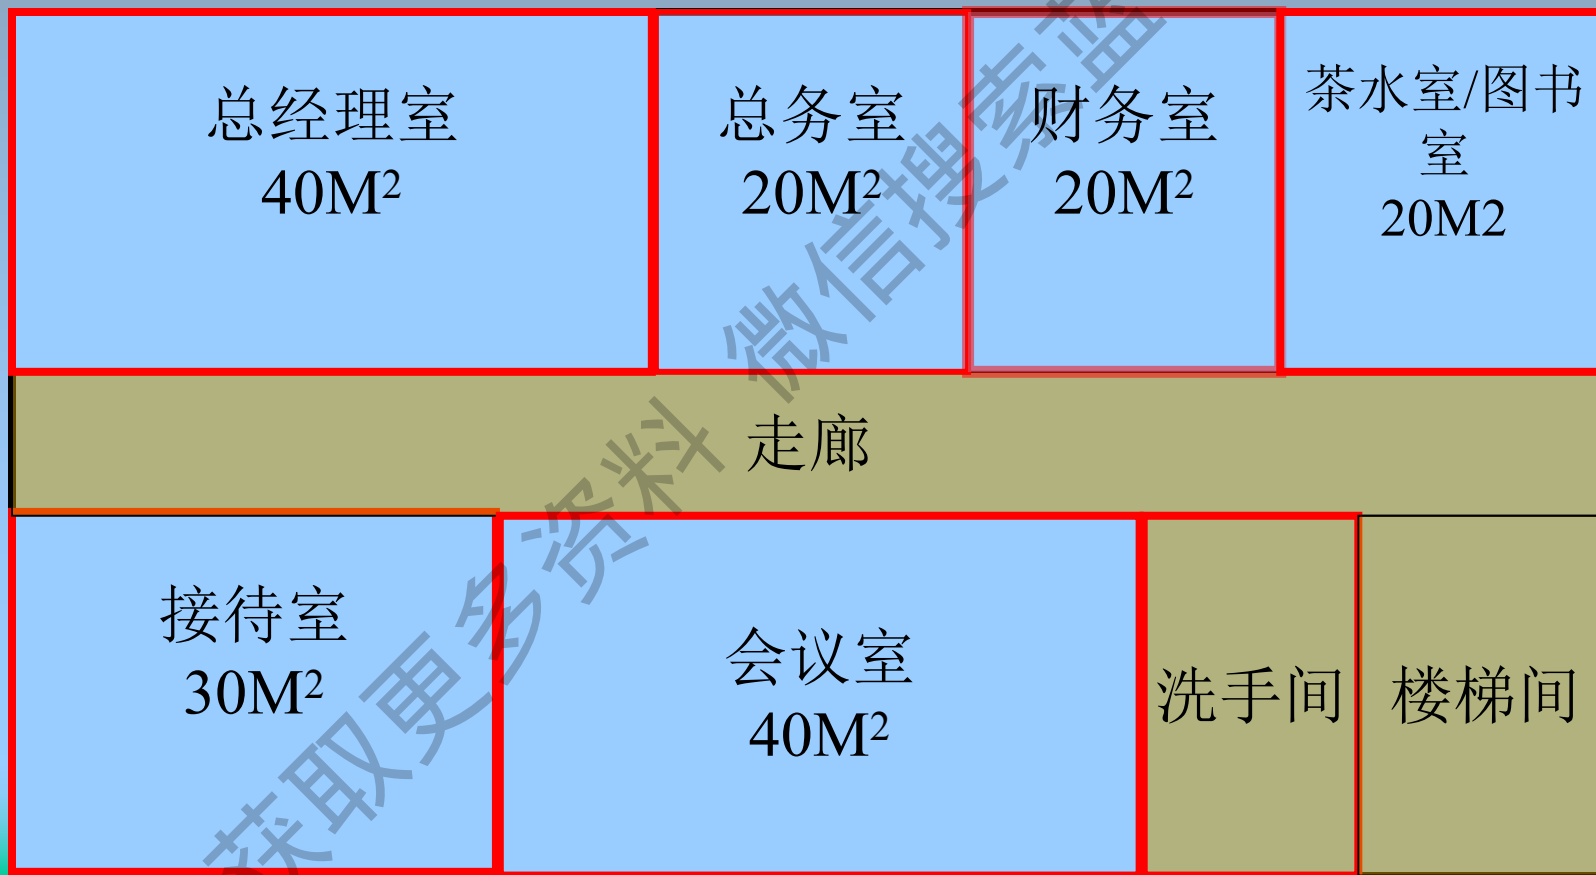 总经理室
40M²
总务室
20M²
财务室
20M²
茶水室/图书
室
20M2
走廊
接待室
30M²
会议室
40M²
洗手间
楼梯间
获取更多资料 微信搜索蓝